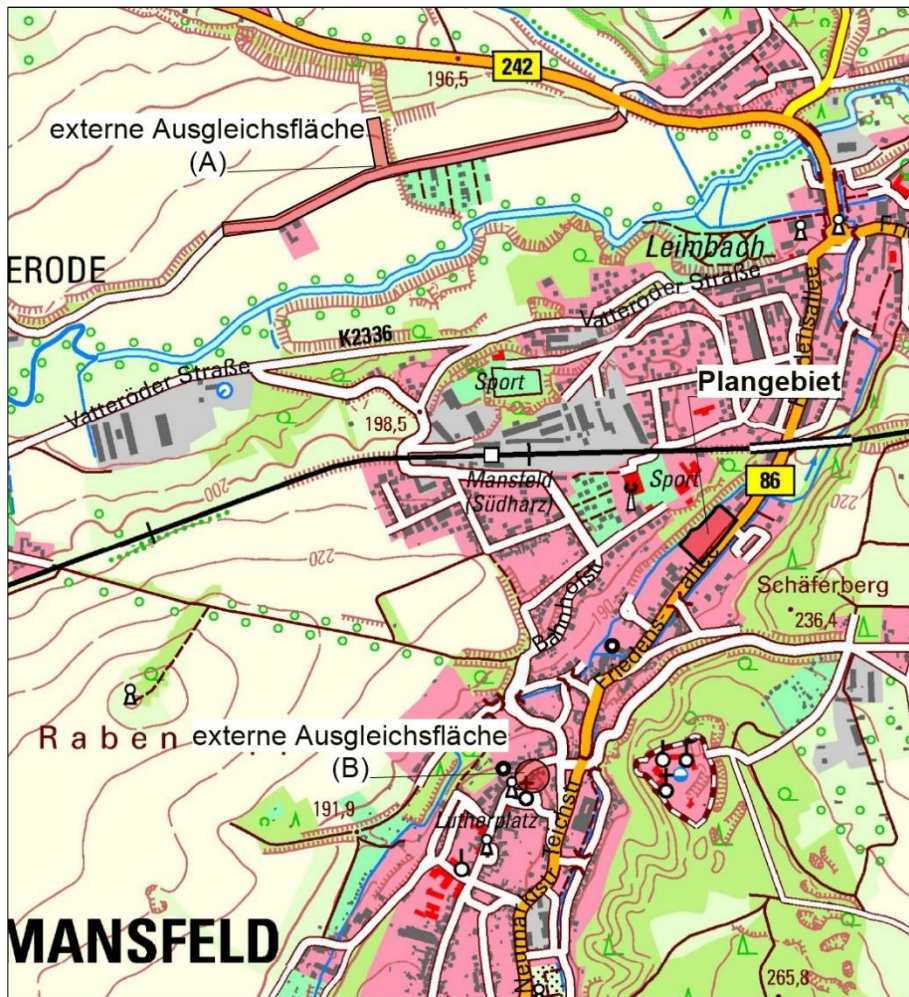 196,5
242
externe Ausgleichsfläche
(A)
Leimbach
ERODE
Vatteröder Straße
K2336
Vatteröder Straße
Sport
Plangebiet
198,5
Mansfeld
(Südharz)
Sport
86
200
220
220
Schäferberg
236,4
190
Bahnhofstr
Friedens-allee
Raben
externe Ausgleichsfläche
(B)
191,9
Lutherplatz
Teichstr
MANSFELD
265,8